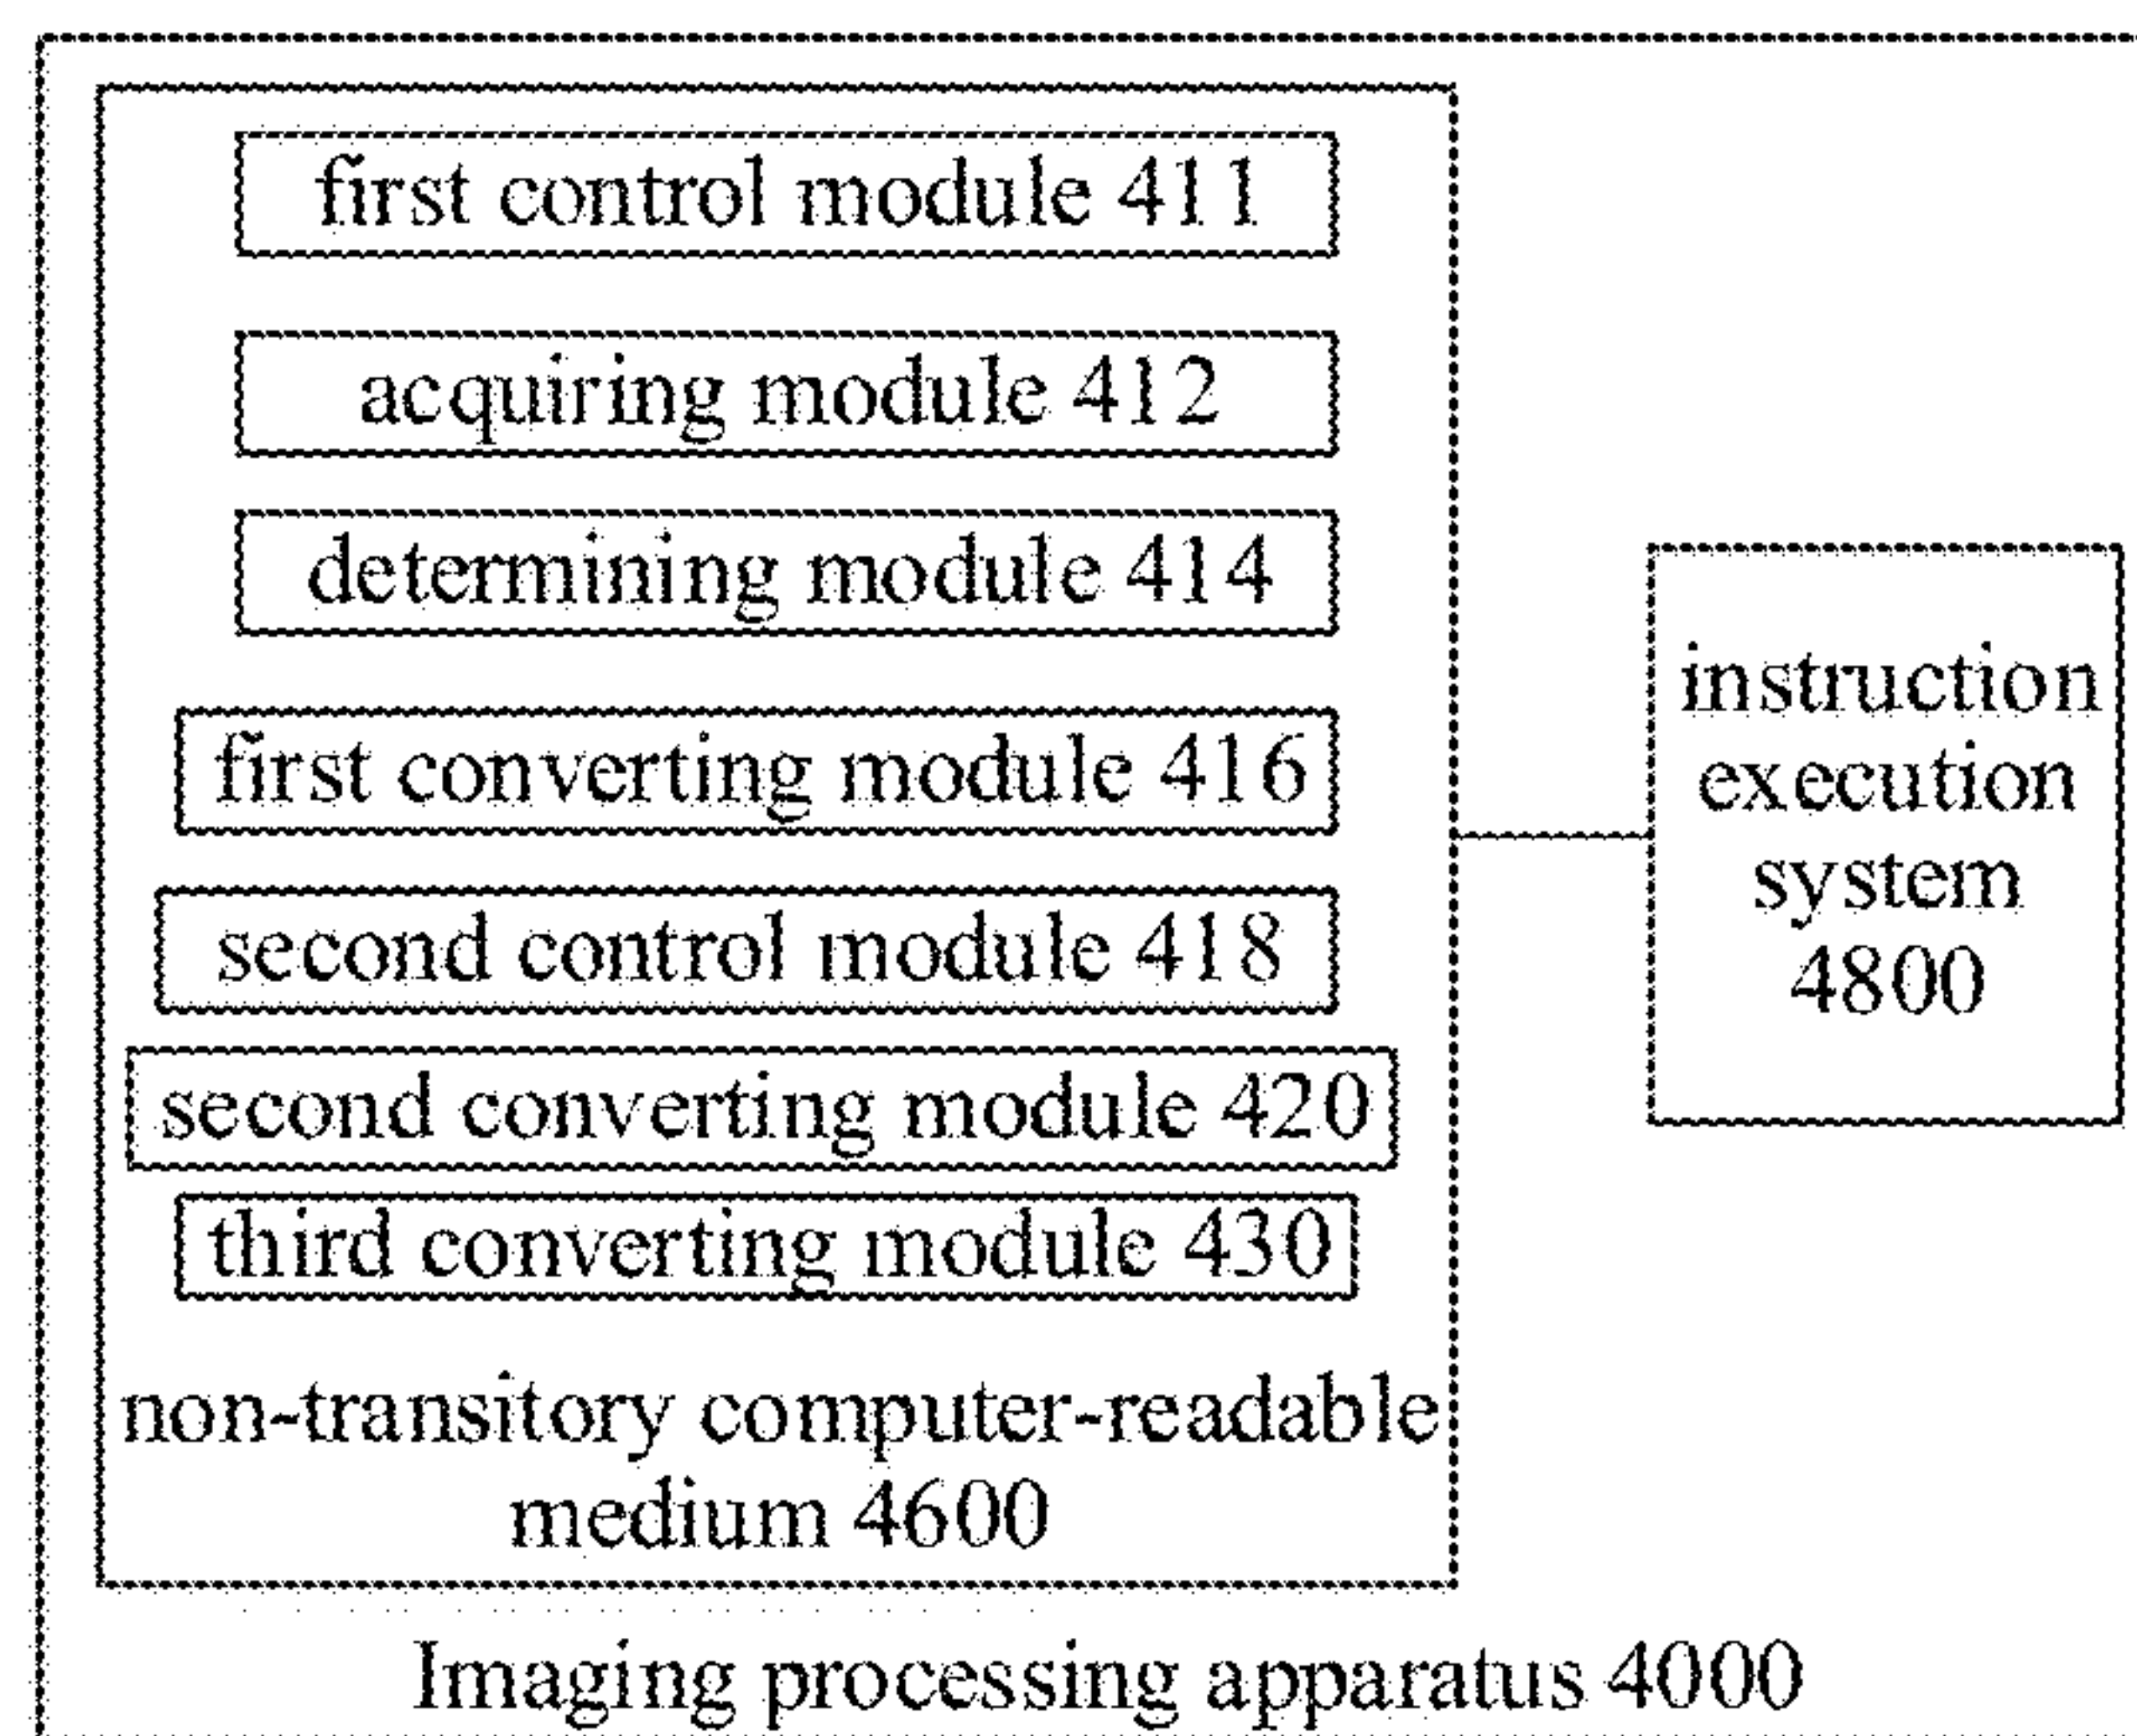 first control module 411
acquiring module 412
determining module 414
first converting module 416
second control module 418
second converting module 420
third converting module 430
non-transitory computer-readable
medium 4600
instruction
execution
system
4800
Imaging processing apparatus 4000